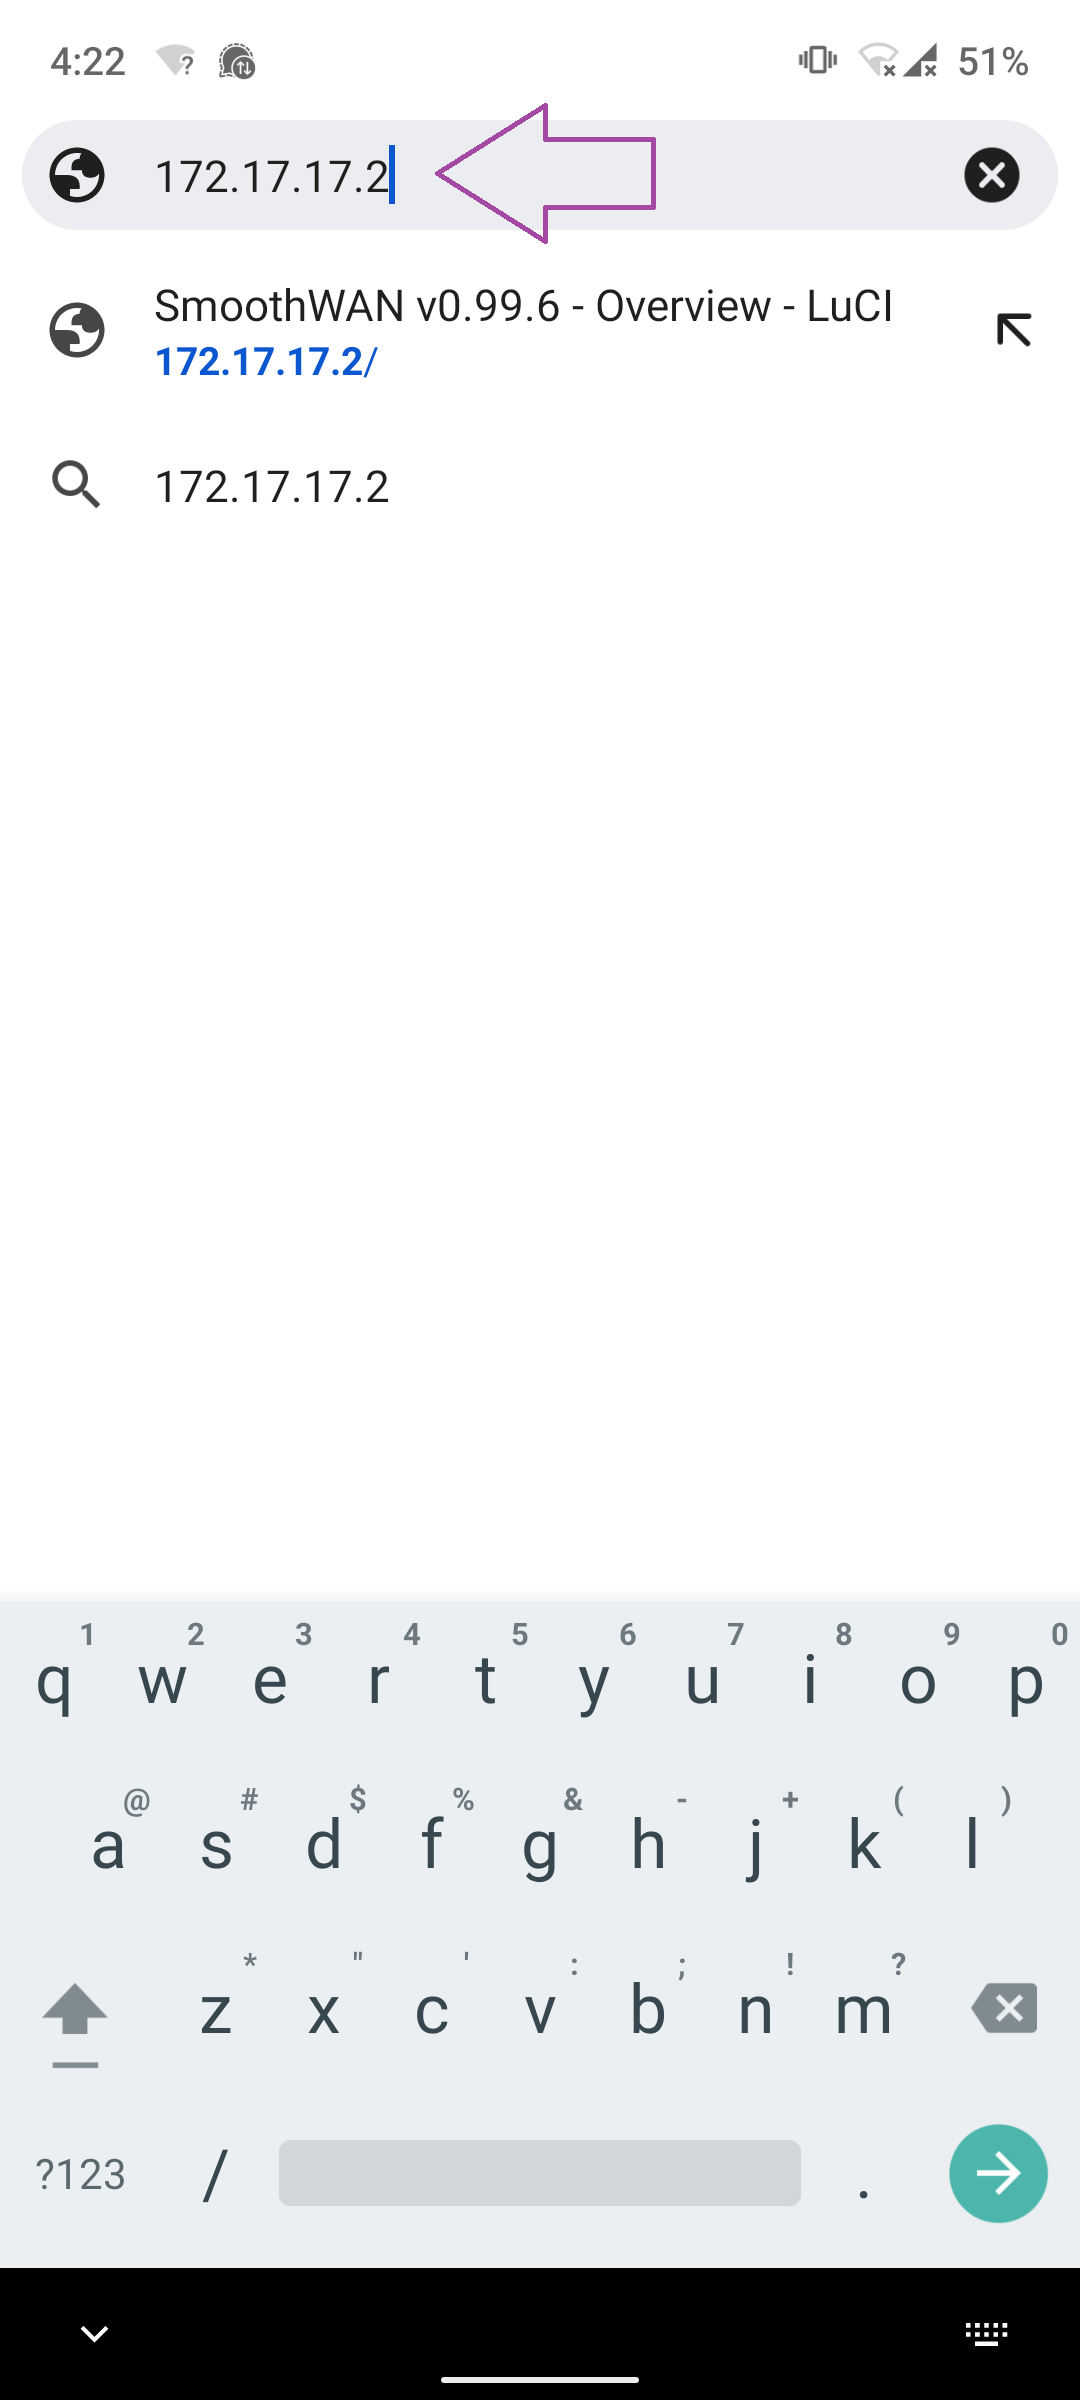 4:22 51%
172.17.17.2
SmoothWAN v0.99.6 - Overview - LuCI
172.17.17.2/
172.17.17.2
1 2 3 4 5 6 7 8 9 0
q w e r t y u i o p
@ # $ % & - + ( )
a s d f g h j k l
* " ' : ; ! ?
z x c v b n m
?123 / .